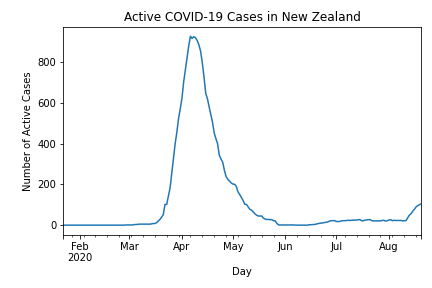 Active COVID-19 Cases in New Zealand
Number of Active Cases
800
600
400
200
0
Feb Mar Apr May Jun Jul Aug
2020
Day